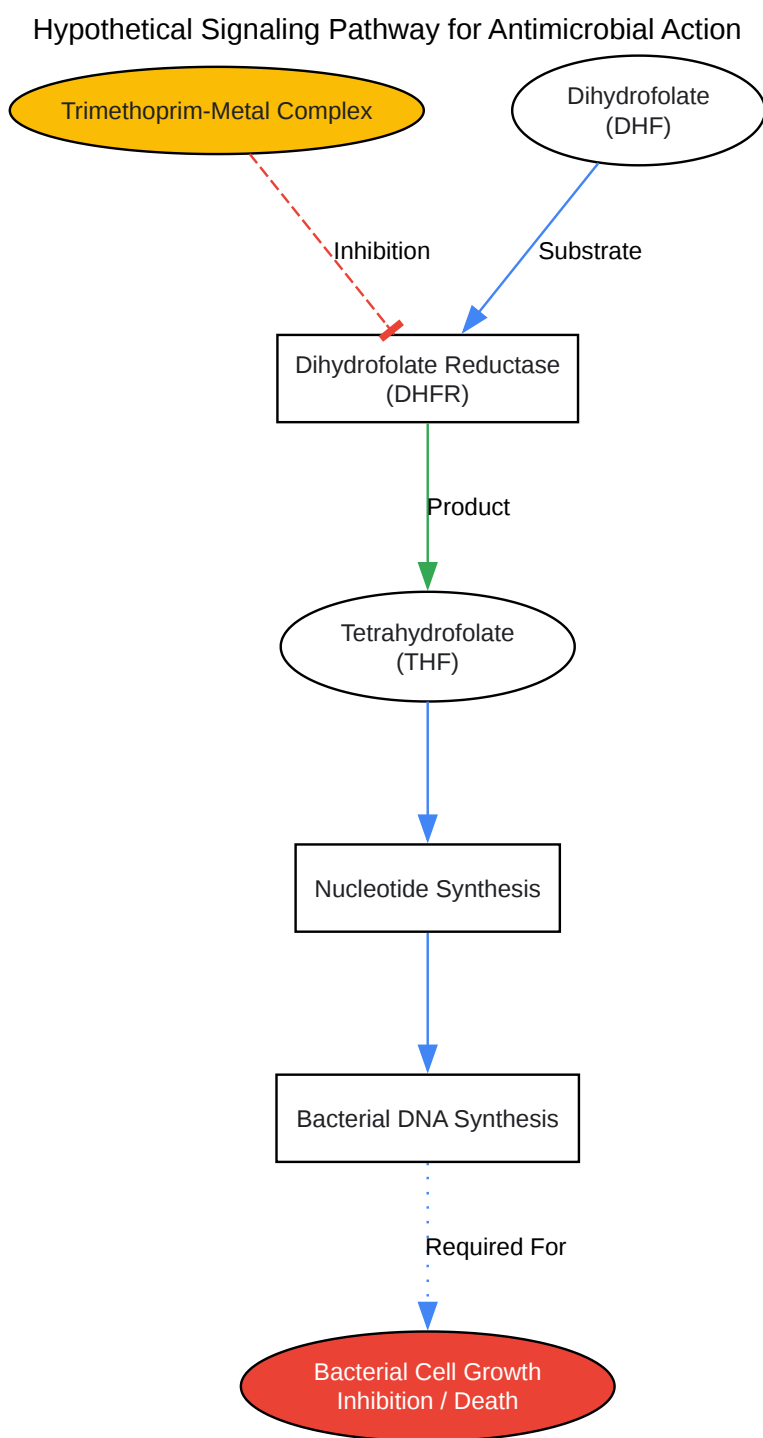 Hypothetical Signaling Pathway for Antimicrobial Action
Trimethoprim-Metal Complex
Dihydrofolate
(DHF)
Inhibition
Substrate
Dihydrofolate Reductase
(DHFR)
Product
Tetrahydrofolate
(THF)
Nucleotide Synthesis
Bacterial DNA Synthesis
Required For
Bacterial Cell Growth
Inhibition / Death